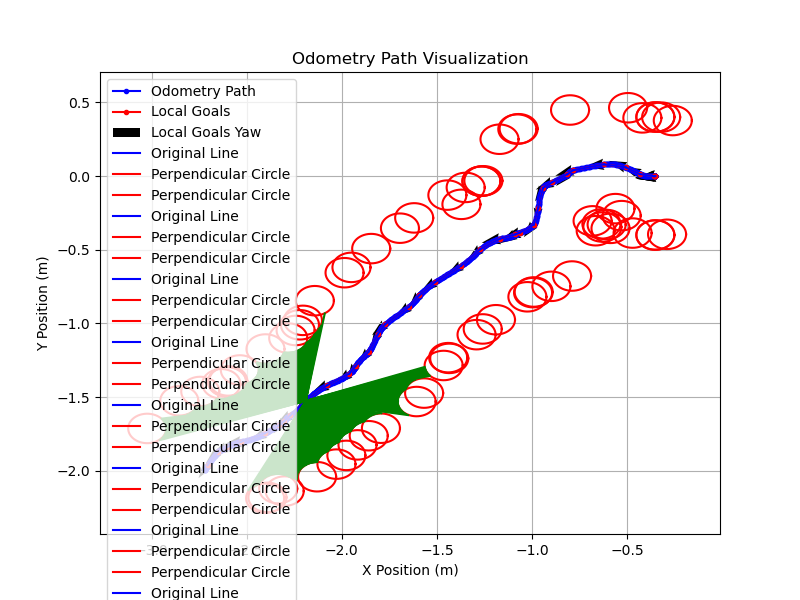 Odometry Path Visualization
Y Position (m)
0.5
0.0
−0.5
−1.0
−1.5
−2.0
Odometry Path
Local Goals
Local Goals Yaw
Original Line
Perpendicular Circle
Perpendicular Circle
Original Line
Perpendicular Circle
Perpendicular Circle
Original Line
Perpendicular Circle
Perpendicular Circle
Original Line
Perpendicular Circle
Perpendicular Circle
Original Line
Perpendicular Circle
Perpendicular Circle
Original Line
Perpendicular Circle
Perpendicular Circle
Original Line
Perpendicular Circle
Perpendicular Circle
Original Line
−2.0 −1.5 −1.0 −0.5
X Position (m)